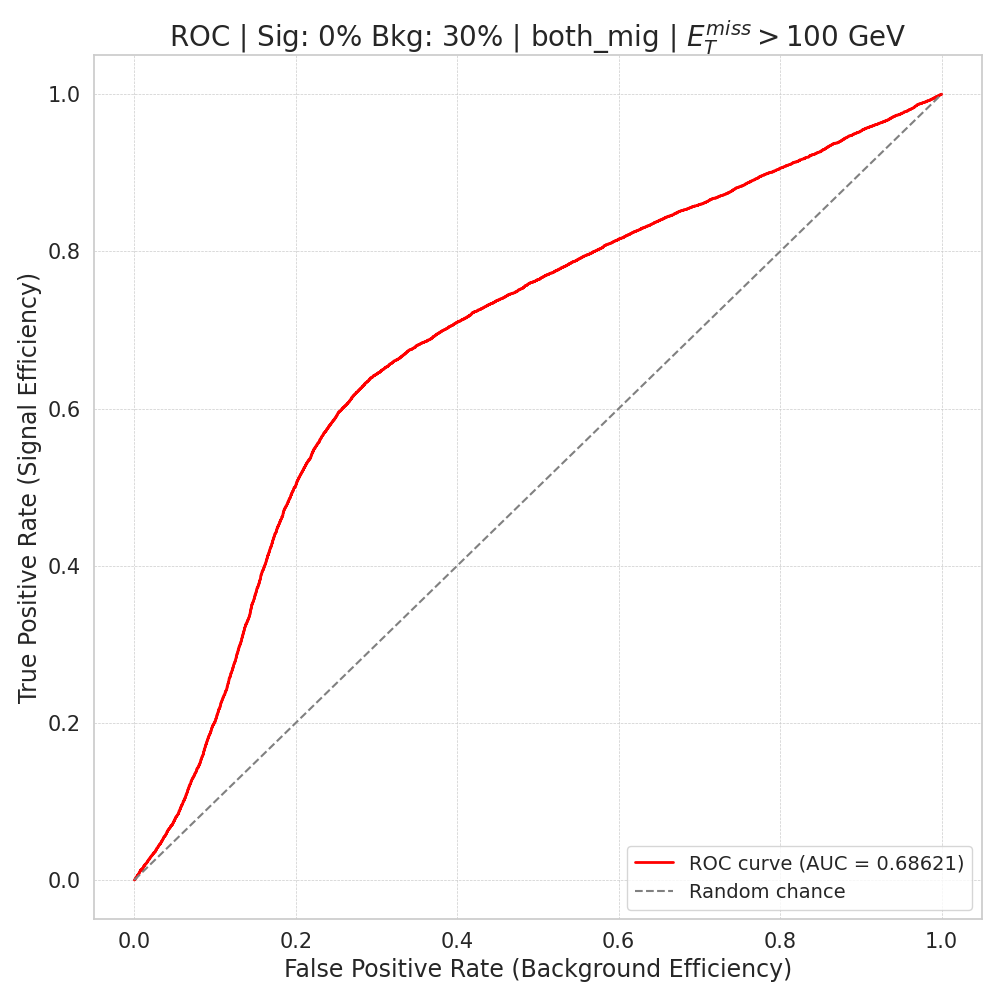 ROC | Sig: 0% Bkg: 30% | both_mig | $E_T^{miss} > 100$ GeV
1.0
0.8
0.6
0.4
0.2
0.0
True Positive Rate (Signal Efficiency)
ROC curve (AUC = 0.68621)
Random chance
0.0 0.2 0.4 0.6 0.8 1.0
False Positive Rate (Background Efficiency)